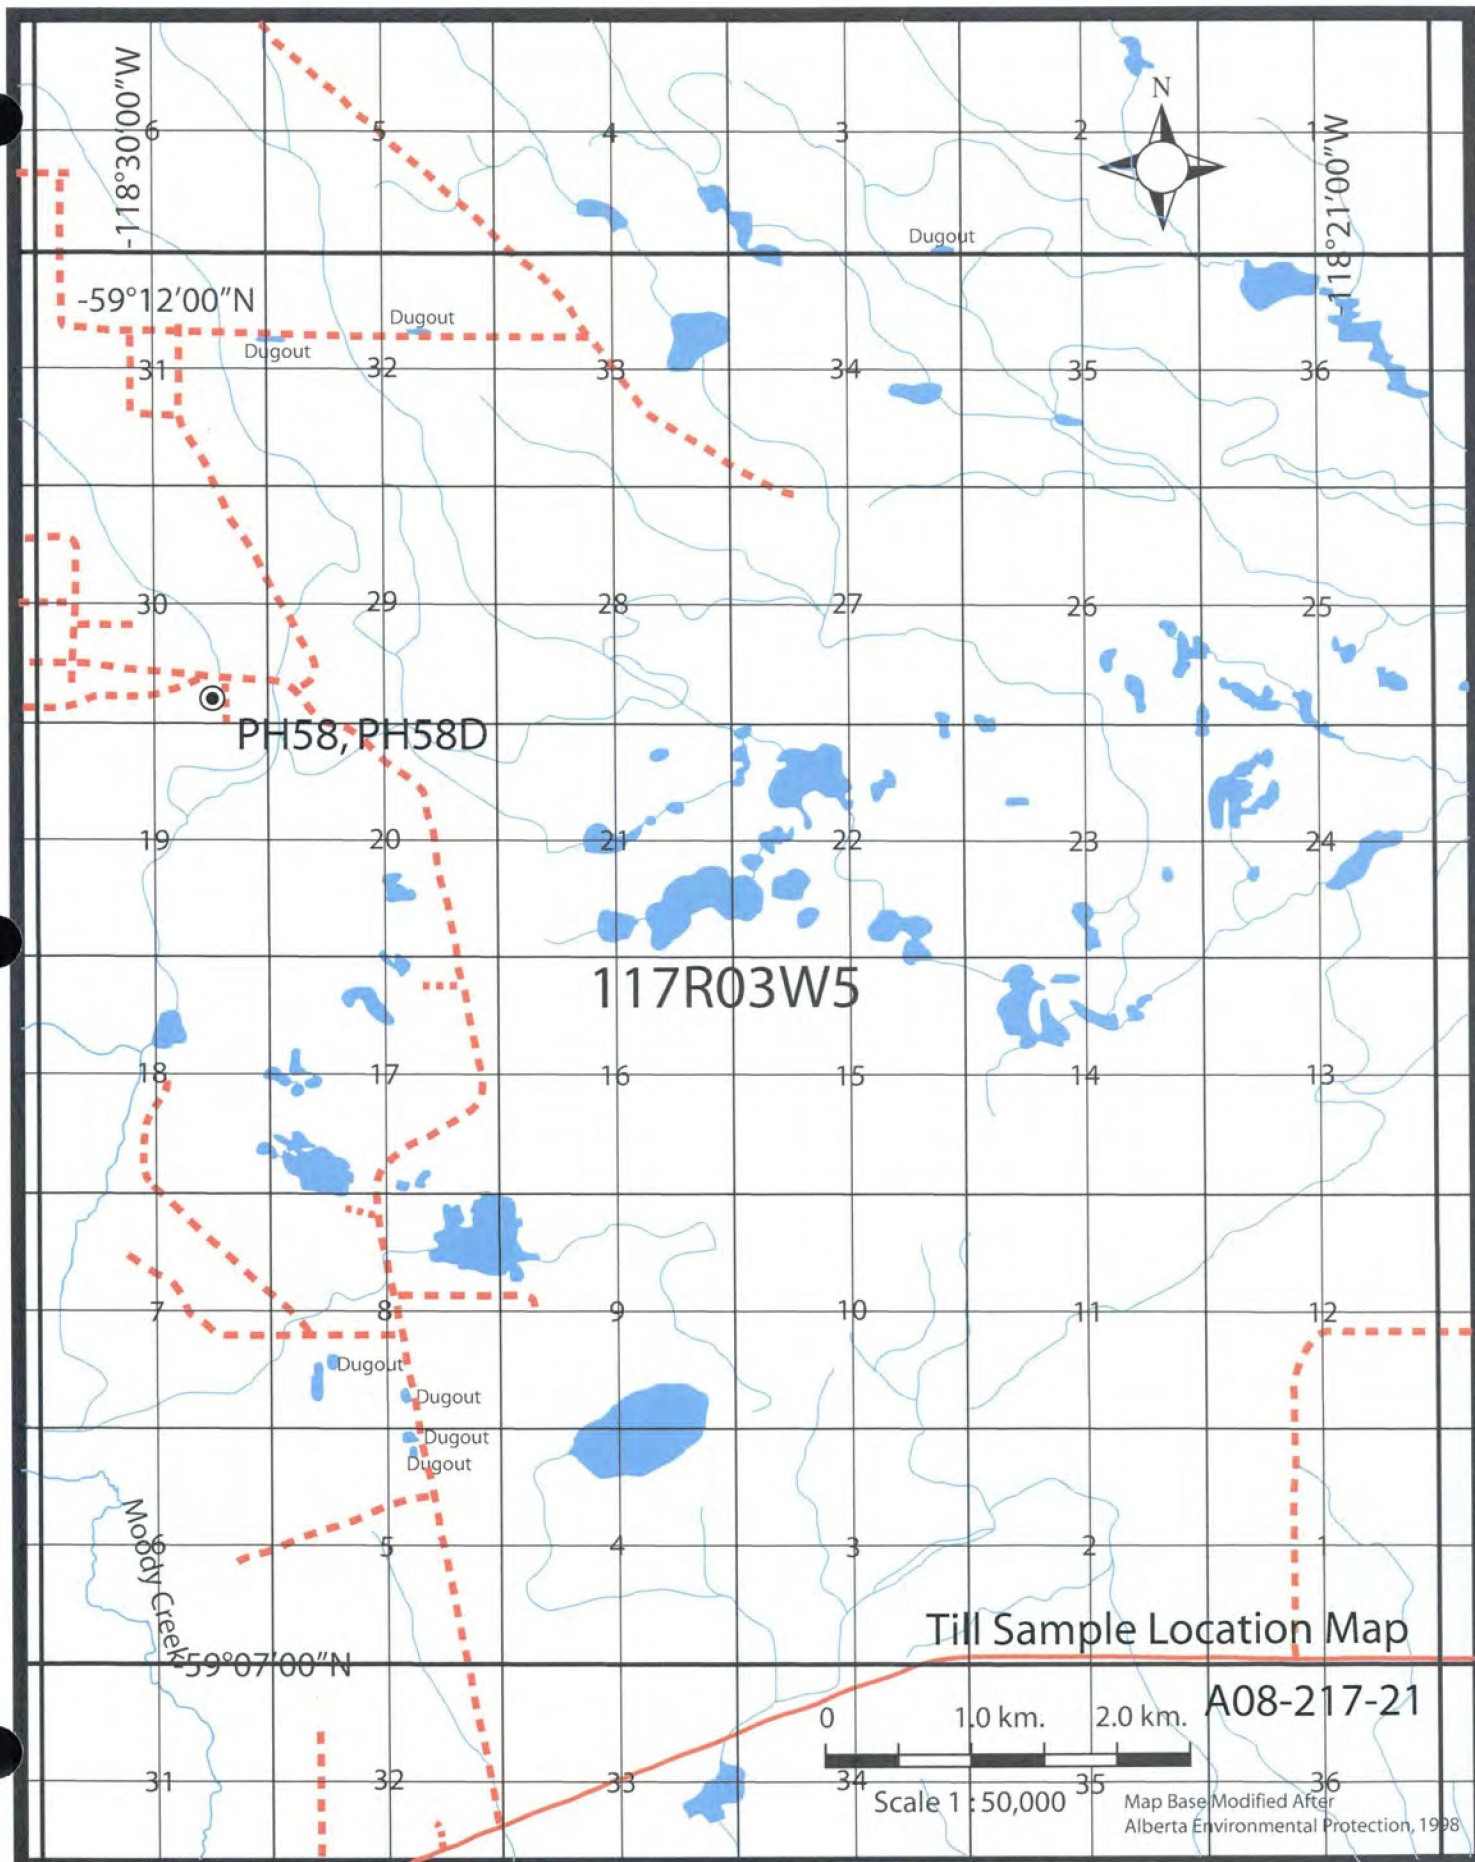 -118°30'00"W
N
-118°21'00"W
6 5 4 3 2 1
Dugout
-59°12'00"N
Dugout
Dugout
31 32 33 34 35 36
30 29 28 27 26 25
PH58, PH58D
19 20 21 22 23 24
117R03W5
18 17 16 15 14 13
7 8 9 10 11 12
Dugout
Dugout
Dugout
Dugout
Moody Creek
6 5 4 3 2 1
Till Sample Location Map
-59°07'00"N
A08-217-21
0 1.0 km. 2.0 km.
31 32 33 34 35 36
Scale 1 : 50,000
Map Base Modified After
Alberta Environmental Protection, 1998